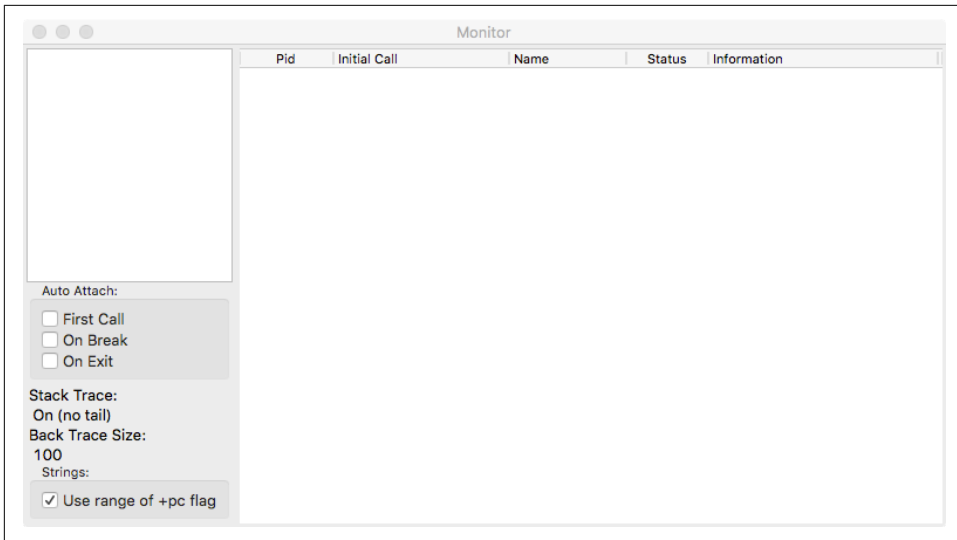 Monitor
Pid Initial Call Name Status Information
Auto Attach:
First Call
On Break
On Exit
Stack Trace:
On (no tail)
Back Trace Size:
100
Strings:
Use range of +pc flag